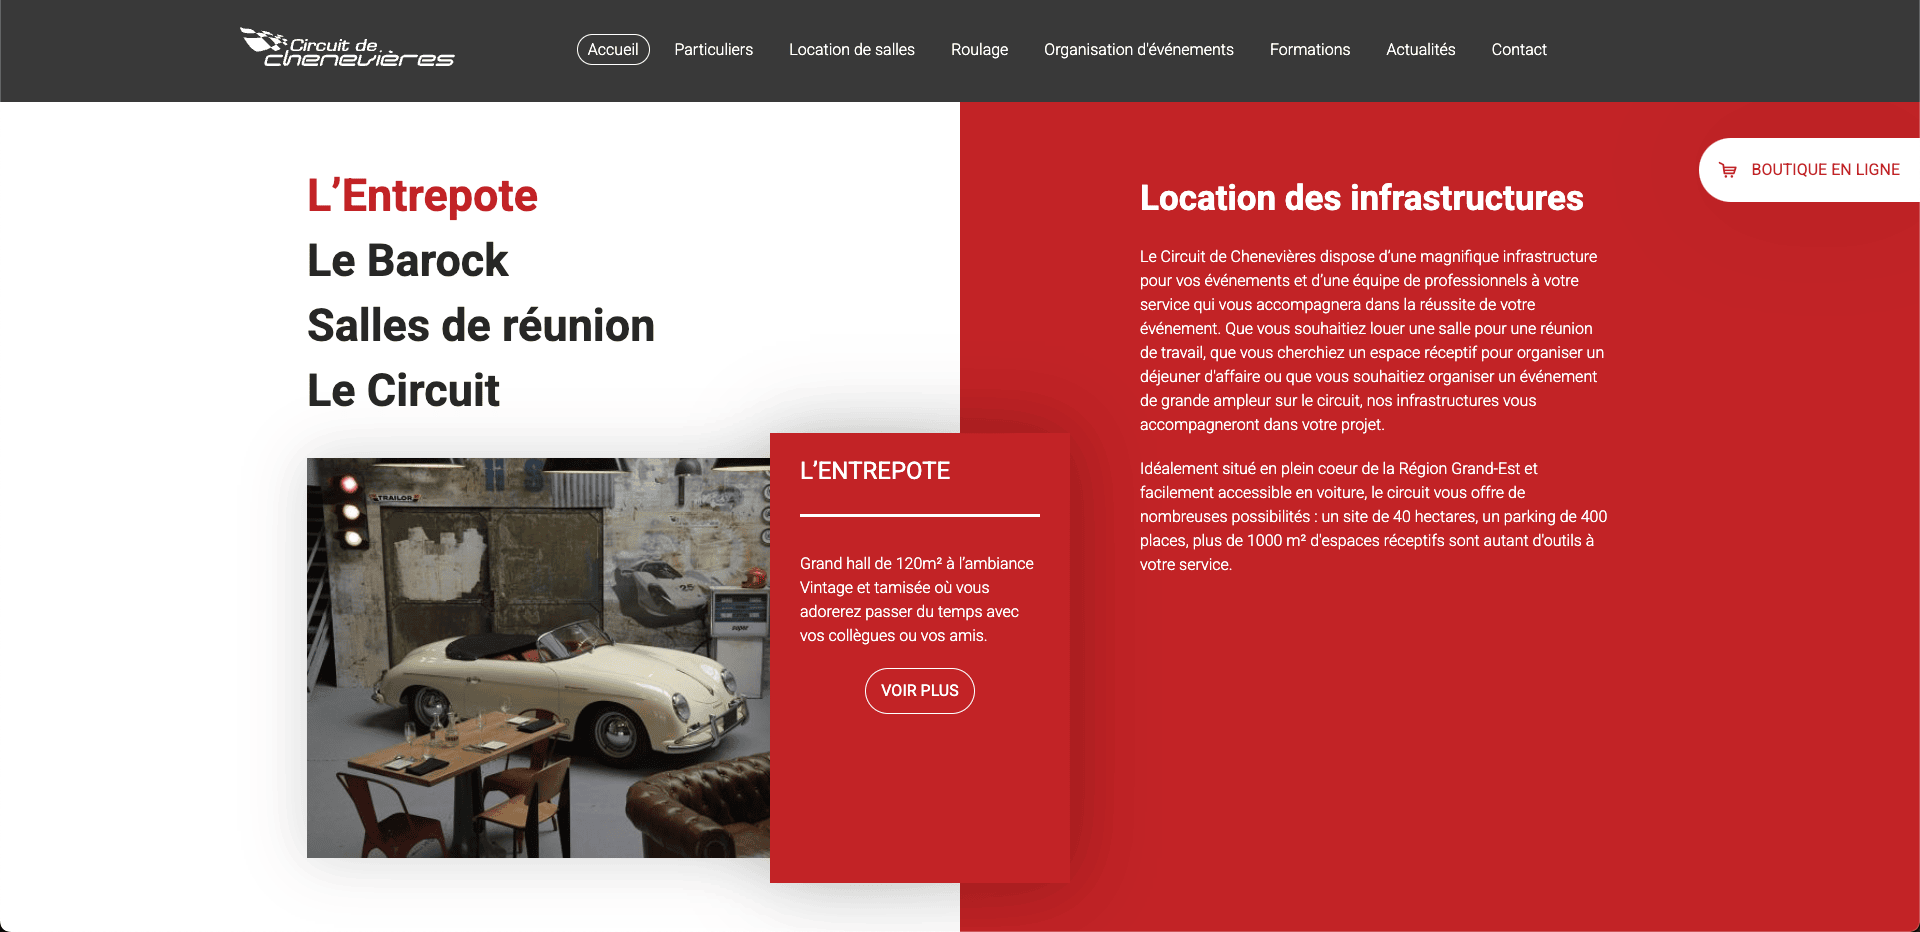 Circuit de
chenevières
Accueil
Particuliers
Location de salles
Roulage
Organisation d'événements
Formations
Actualités
Contact
BOUTIQUE EN LIGNE
L’Entrepote
Le Barock
Salles de réunion
Le Circuit
TRAILOR
HS
25
super
L’ENTREPOTE
Grand hall de 120m² à l’ambiance
Vintage et tamisée où vous
adorerez passer du temps avec
vos collègues ou vos amis.
VOIR PLUS
Location des infrastructures
Le Circuit de Chenevières dispose d’une magnifique infrastructure
pour vos événements et d’une équipe de professionnels à votre
service qui vous accompagnera dans la réussite de votre
événement. Que vous souhaitiez louer une salle pour une réunion
de travail, que vous cherchiez un espace réceptif pour organiser un
déjeuner d'affaire ou que vous souhaitiez organiser un événement
de grande ampleur sur le circuit, nos infrastructures vous
accompagneront dans votre projet.
Idéalement situé en plein coeur de la Région Grand-Est et
facilement accessible en voiture, le circuit vous offre de
nombreuses possibilités : un site de 40 hectares, un parking de 400
places, plus de 1000 m² d'espaces réceptifs sont autant d'outils à
votre service.